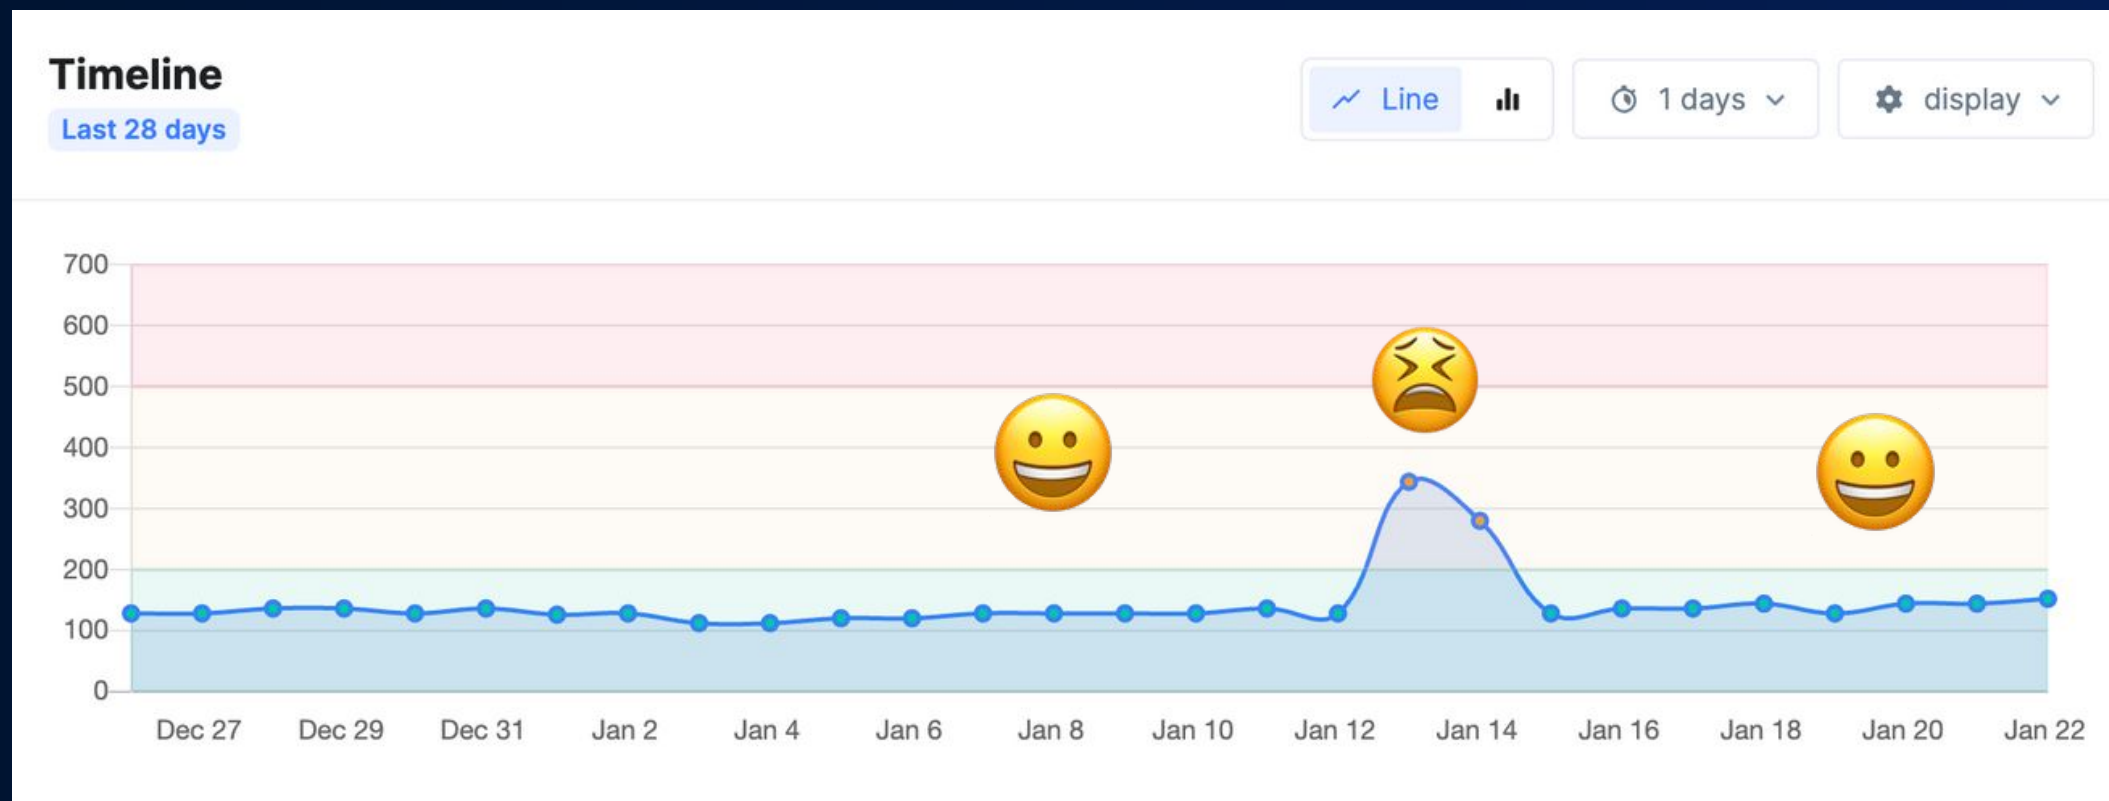 Timeline
Last 28 days
Line
1 days
display
700
600
500
400
300
200
100
0
Dec 27 Dec 29 Dec 31 Jan 2 Jan 4 Jan 6 Jan 8 Jan 10 Jan 12 Jan 14 Jan 16 Jan 18 Jan 20 Jan 22